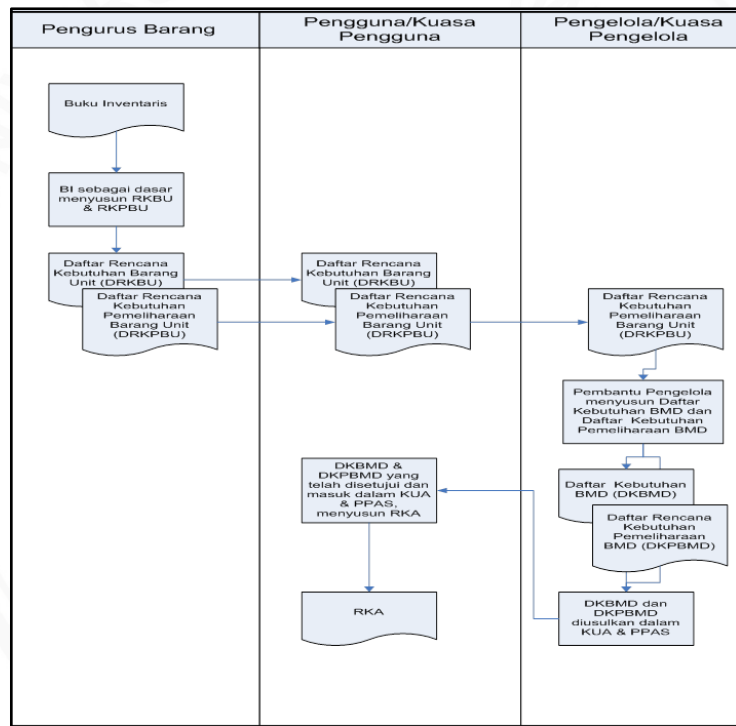 Pengurus Barang
Pengguna/Kuasa
Pengguna
Pengelola/Kuasa
Pengelola
Buku Inventaris
BI sebagai dasar
menyusun RKBU
& RKPBU
Daftar Rencana
Kebutuhan Barang
Unit (DRKBU)
Daftar Rencana
Kebutuhan
Pemeliharaan
Barang Unit
(DRKPBU)
Daftar Rencana
Kebutuhan Barang
Unit (DRKBU)
Daftar Rencana
Kebutuhan
Pemeliharaan
Barang Unit
(DRKPBU)
Daftar Rencana
Kebutuhan
Pemeliharaan
Barang Unit
(DRKPBU)
Pembantu Pengelola
menyusun Daftar
Kebutuhan BMD dan
Daftar Kebutuhan
Pemeliharaan BMD
Daftar Kebutuhan
BMD (DKBMD)
Daftar Rencana
Kebutuhan
Pemeliharaan
BMD (DKPBMD)
DKBMD dan
DKPBMD
diusulkan dalam
KUA & PPAS
DKBMD &
DKPBMD yang
telah disetujui dan
masuk dalam KUA
& PPAS,
menyusun RKA
RKA